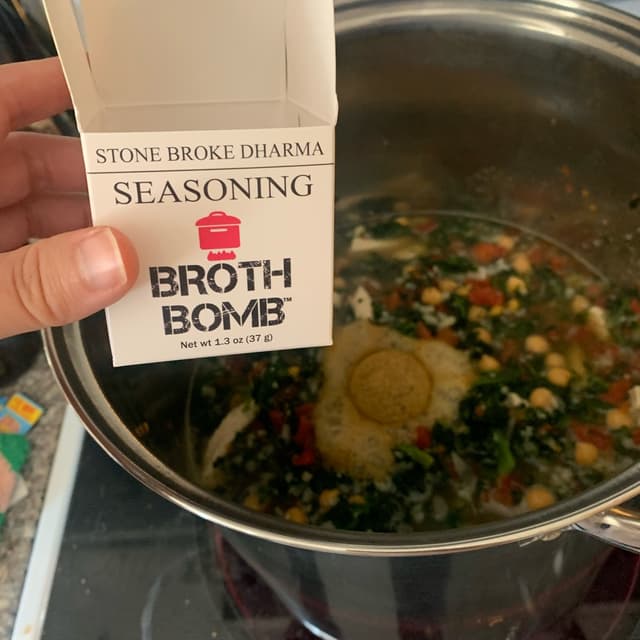 STONE BROKE DHARMA
SEASONING
BROTH
BOMB™
Net wt 1.3 oz (37 g)